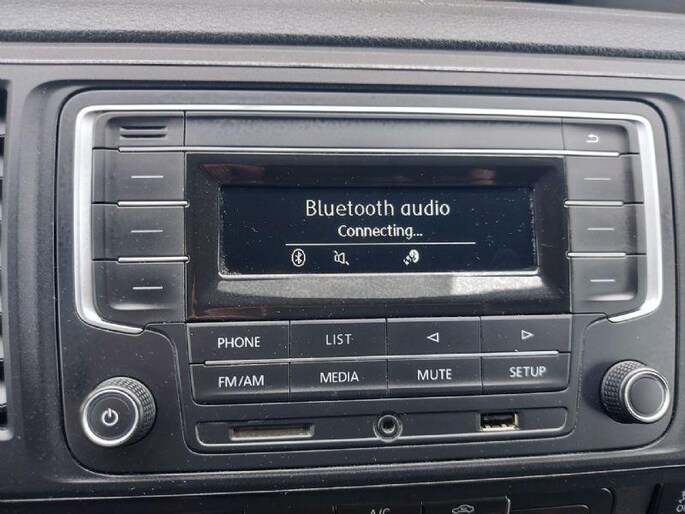 Bluetooth audio
Connecting...
PHONE LIST
FM/AM MEDIA MUTE SETUP
A/C